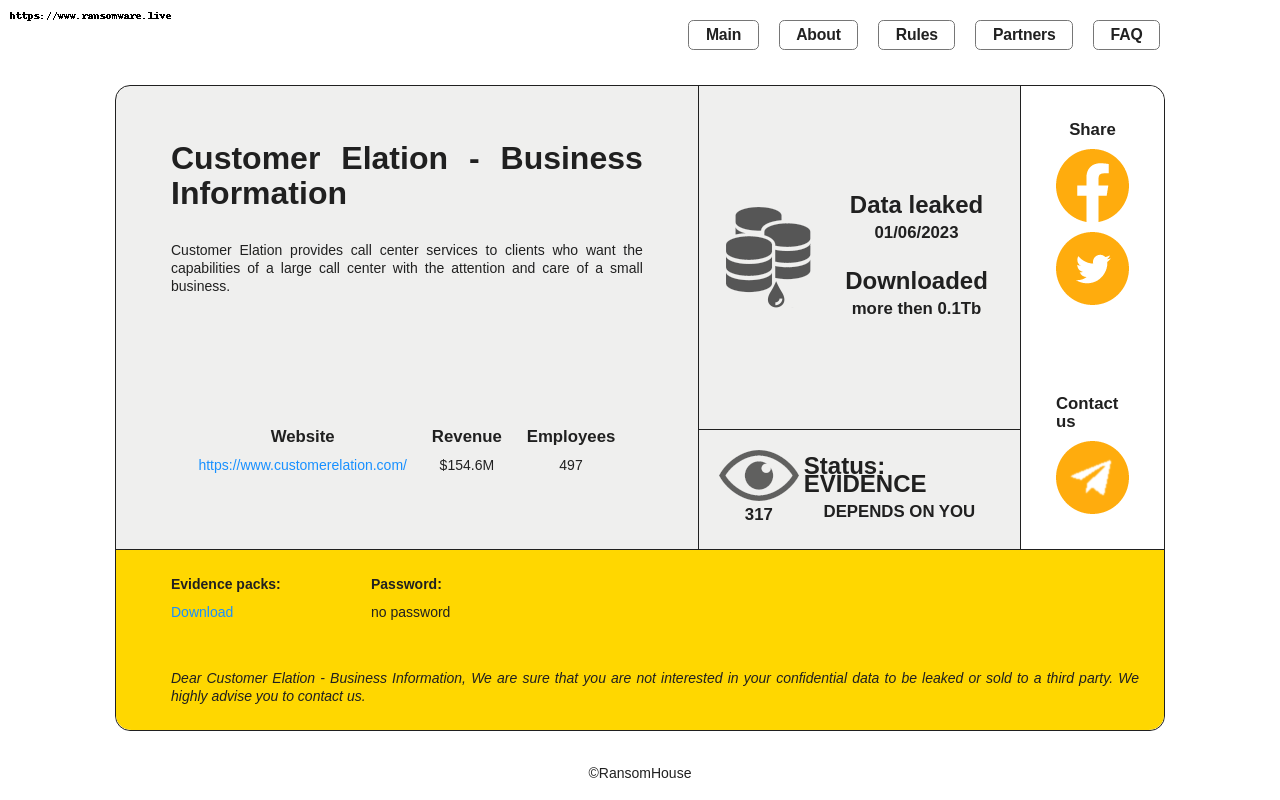 https://www.ransomware.live
Main About Rules Partners FAQ
Customer Elation - Business
Information
Customer Elation provides call center services to clients who want the
capabilities of a large call center with the attention and care of a small
business.
Website Revenue Employees
https://www.customerelation.com/ $154.6M 497
Data leaked
01/06/2023
Downloaded
more then 0.1Tb
Status:
EVIDENCE
317 DEPENDS ON YOU
Share
Contact
us
Evidence packs: Password:
Download no password
Dear Customer Elation - Business Information, We are sure that you are not interested in your confidential data to be leaked or sold to a third party. We
highly advise you to contact us.
©RansomHouse